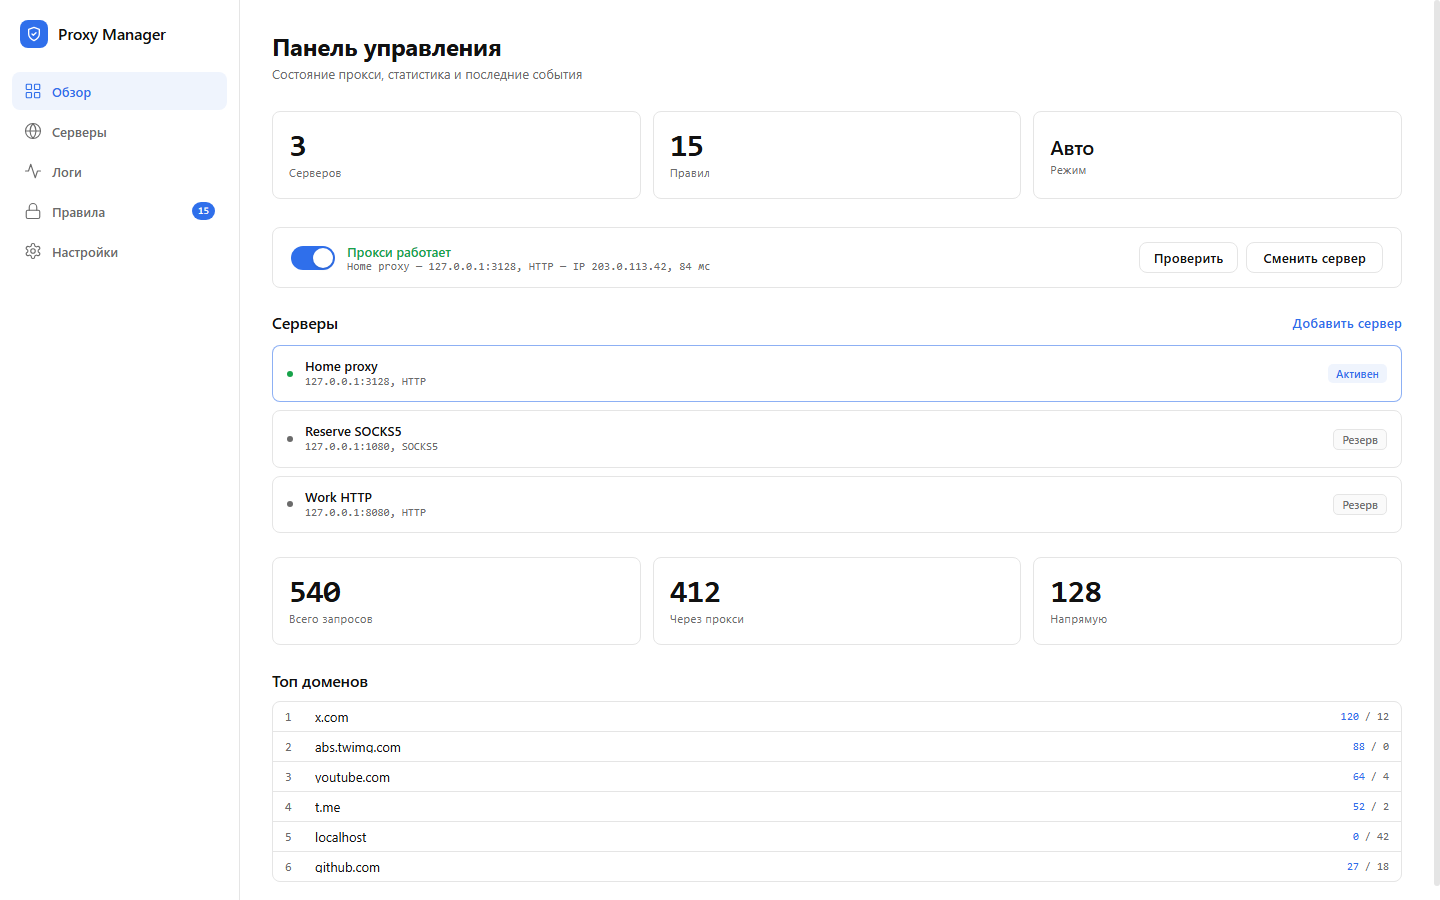 Proxy Manager
Обзор
Серверы
Логи
Правила 15
Настройки
Панель управления
Состояние прокси, статистика и последние события
3
Серверов
15
Правил
Авто
Режим
Прокси работает
Home proxy — 127.0.0.1:3128, HTTP — IP 203.0.113.42, 84 мс
Проверить
Сменить сервер
Серверы
Добавить сервер
Home proxy
127.0.0.1:3128, HTTP
Активен
Reserve SOCKS5
127.0.0.1:1080, SOCKS5
Резерв
Work HTTP
127.0.0.1:8080, HTTP
Резерв
540
Всего запросов
412
Через прокси
128
Напрямую
Топ доменов
1 x.com 120 / 12
2 abs.twimg.com 88 / 0
3 youtube.com 64 / 4
4 t.me 52 / 2
5 localhost 0 / 42
6 github.com 27 / 18